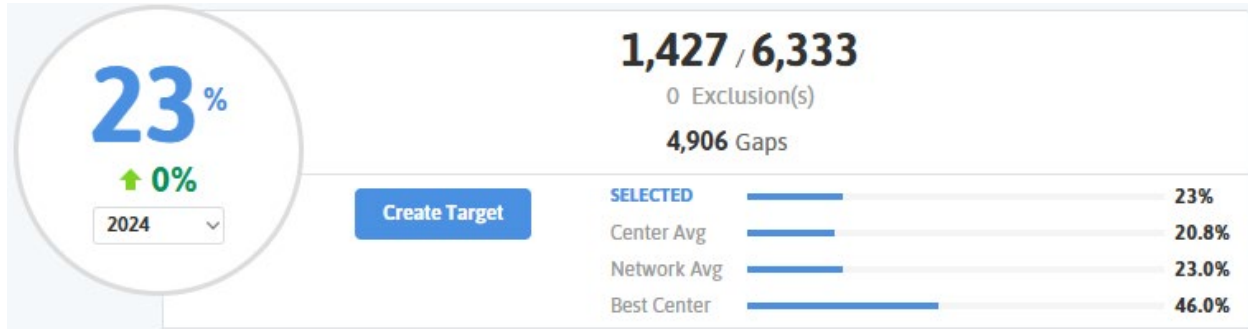 23%
0%
2024
1,427 / 6,333
0 Exclusion(s)
4,906 Gaps
Create Target
SELECTED 23%
Center Avg 20.8%
Network Avg 23.0%
Best Center 46.0%